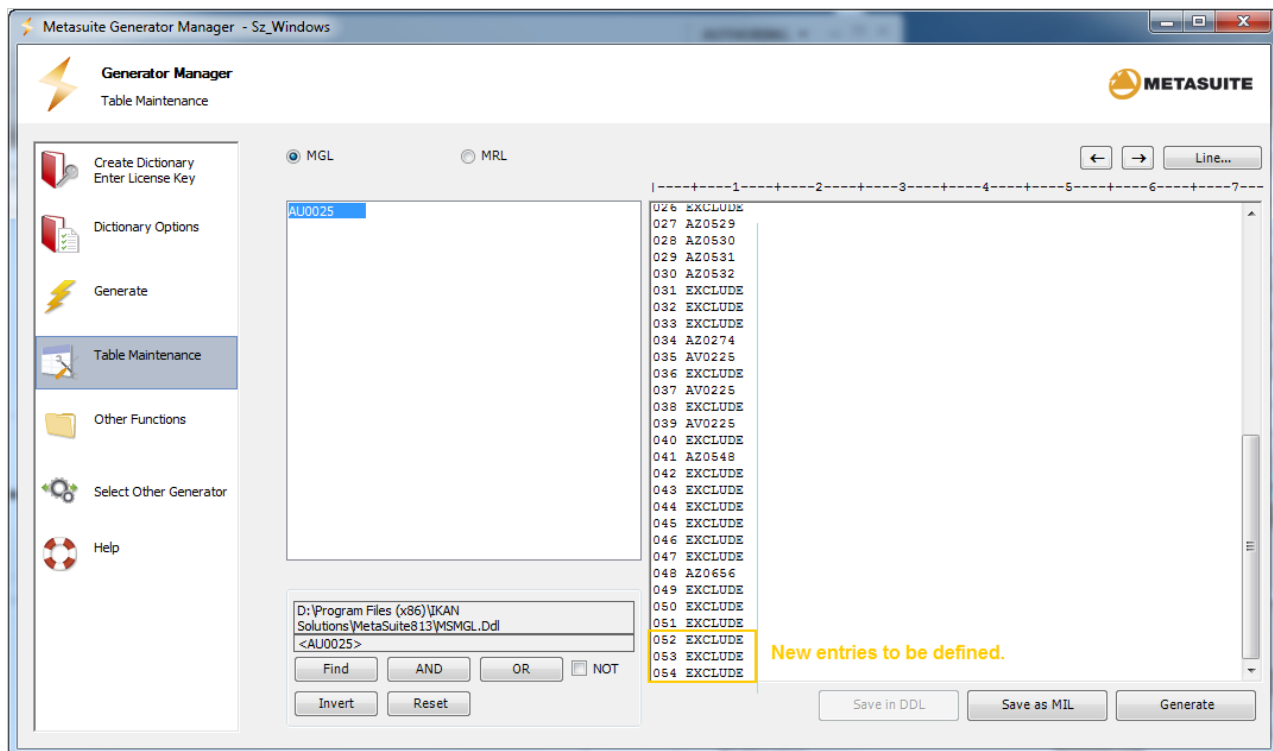 Metasuite Generator Manager - Sz_Windows
Generator Manager
Table Maintenance
METASUITE
Create Dictionary
Enter License Key
Dictionary Options
Generate
Table Maintenance
Other Functions
Select Other Generator
Help
MGL
MRL
Line...
|----+----1----+----2----+----3----+----4----+----5----+----6----+----7---
AU0025
026 EXCLUDE
027 AZ0529
028 AZ0530
029 AZ0531
030 AZ0532
031 EXCLUDE
032 EXCLUDE
033 EXCLUDE
034 AZ0274
035 AV0225
036 EXCLUDE
037 AV0225
038 EXCLUDE
039 AV0225
040 EXCLUDE
041 AZ0548
042 EXCLUDE
043 EXCLUDE
044 EXCLUDE
045 EXCLUDE
046 EXCLUDE
047 EXCLUDE
048 AZ0656
049 EXCLUDE
050 EXCLUDE
051 EXCLUDE
052 EXCLUDE
053 EXCLUDE
054 EXCLUDE
New entries to be defined.
D:\Program Files (x86)\IKAN
Solutions\MetaSuite813\MSMGL.Ddl
<AU0025>
Find
AND
OR
NOT
Invert
Reset
Save in DDL
Save as MIL
Generate